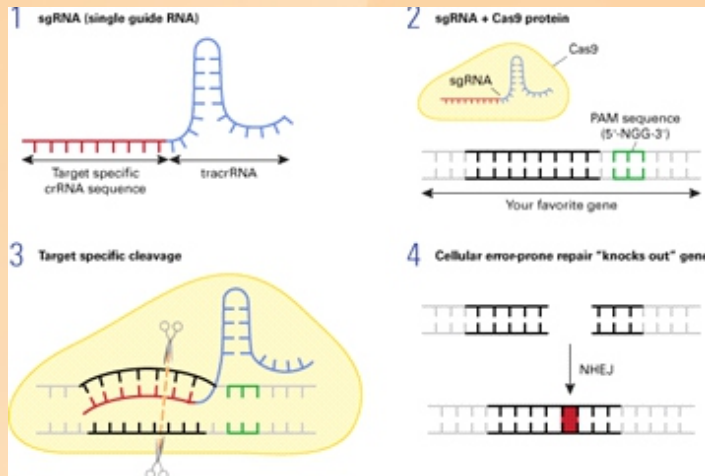 1 sgRNA (single guide RNA)
Target specific
crRNA sequence
tracrRNA
2 sgRNA + Cas9 protein
Cas9
sgRNA
PAM sequence
(5'-NGG-3')
Your favorite gene
3 Target specific cleavage
4 Cellular error-prone repair "knocks out" gene
NHEJ